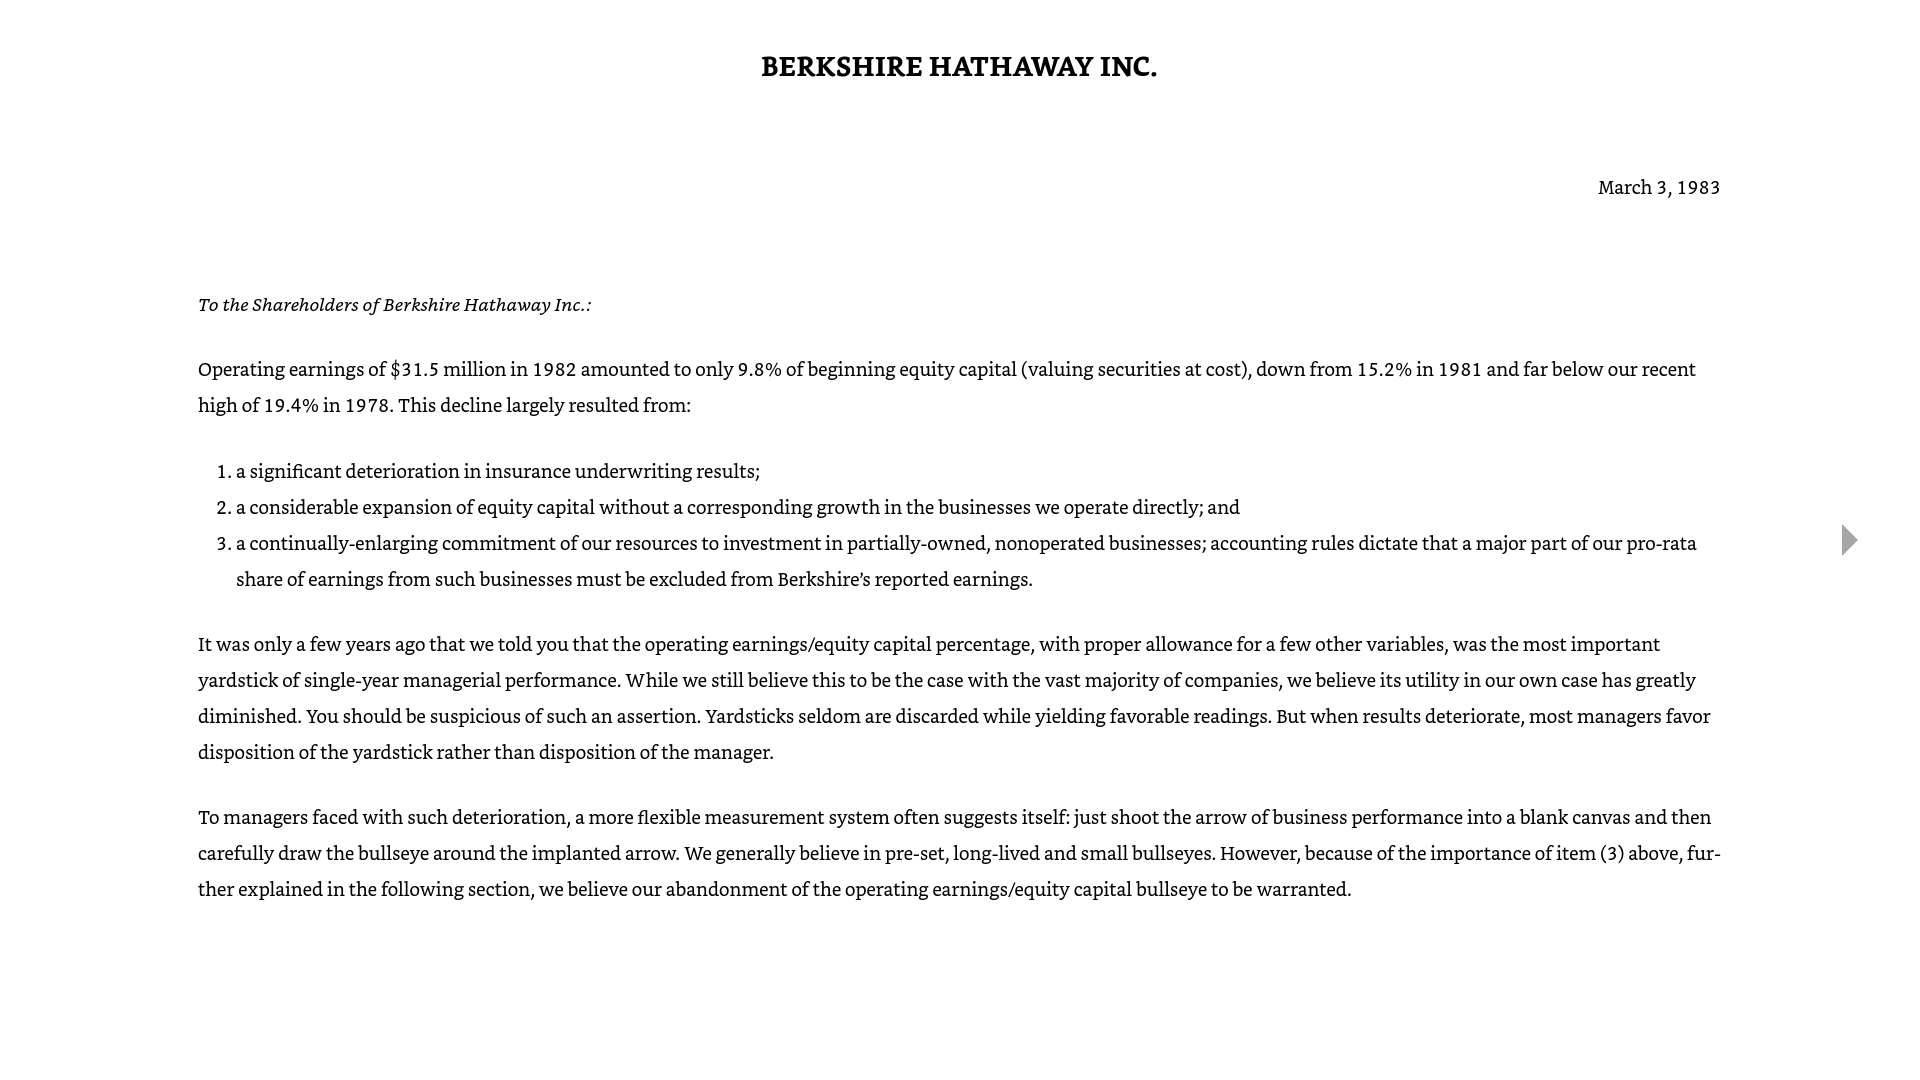 BERKSHIRE HATHAWAY INC.
March 3, 1983
To the Shareholders of Berkshire Hathaway Inc.:
Operating earnings of $31.5 million in 1982 amounted to only 9.8% of beginning equity capital (valuing securities at cost), down from 15.2% in 1981 and far below our recent
high of 19.4% in 1978. This decline largely resulted from:
1. a significant deterioration in insurance underwriting results;
2. a considerable expansion of equity capital without a corresponding growth in the businesses we operate directly; and
3. a continually-enlarging commitment of our resources to investment in partially-owned, nonoperated businesses; accounting rules dictate that a major part of our pro-rata
share of earnings from such businesses must be excluded from Berkshire’s reported earnings.
It was only a few years ago that we told you that the operating earnings/equity capital percentage, with proper allowance for a few other variables, was the most important
yardstick of single-year managerial performance. While we still believe this to be the case with the vast majority of companies, we believe its utility in our own case has greatly
diminished. You should be suspicious of such an assertion. Yardsticks seldom are discarded while yielding favorable readings. But when results deteriorate, most managers favor
disposition of the yardstick rather than disposition of the manager.
To managers faced with such deterioration, a more flexible measurement system often suggests itself: just shoot the arrow of business performance into a blank canvas and then
carefully draw the bullseye around the implanted arrow. We generally believe in pre-set, long-lived and small bullseyes. However, because of the importance of item (3) above, fur-
ther explained in the following section, we believe our abandonment of the operating earnings/equity capital bullseye to be warranted.